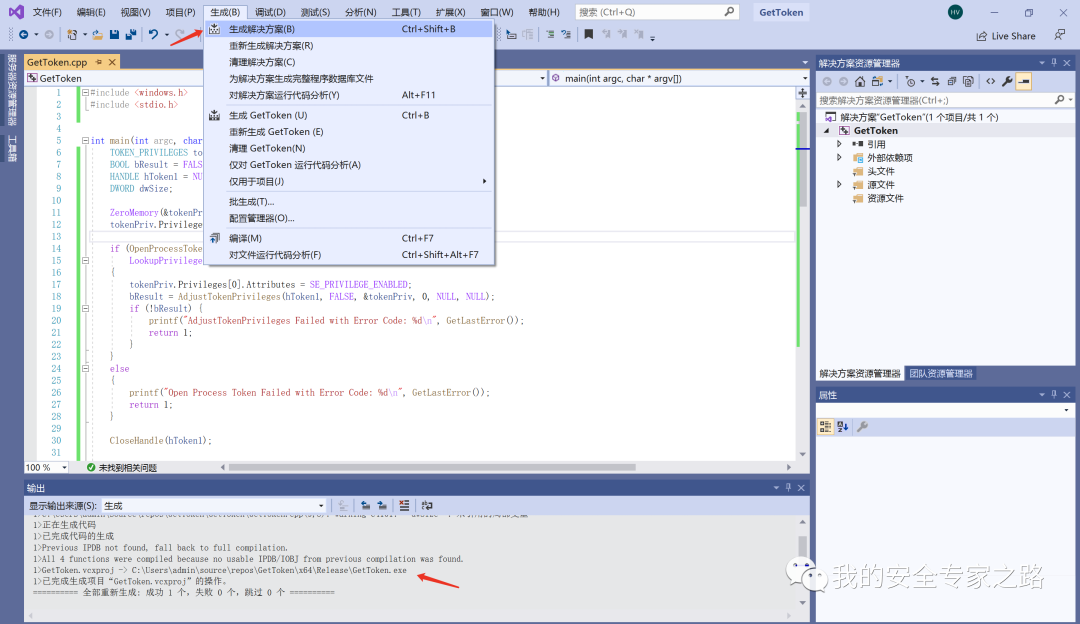 文件(F) 编辑(E) 视图(V) 项目(P) 生成(B) 调试(D) 测试(S) 分析(N) 工具(T) 扩展(X) 窗口(W) 帮助(H) 搜索 (Ctrl+Q) GetToken HV
Live Share
生成解决方案(B) Ctrl+Shift+B
重新生成解决方案(R)
清理解决方案(C)
为解决方案生成完整程序数据库文件
对解决方案运行代码分析(Y) Alt+F11
生成 GetToken (U) Ctrl+B
重新生成 GetToken (E)
清理 GetToken(N)
仅对 GetToken 运行代码分析(A)
仅用于项目(J)
批生成(T)...
配置管理器(O)...
编译(M) Ctrl+F7
对文件运行代码分析(F) Ctrl+Shift+Alt+F7
工具箱
GetToken.cpp
GetToken main(int argc, char * argv[])
1 #include <windows.h>
2 #include <stdio.h>
3
4
5 int main(int argc, char
6 TOKEN_PRIVILEGES to
7 BOOL bResult = FALS
8 HANDLE hToken1 = NU
9 DWORD dwSize;
10
11 ZeroMemory(&tokenPr
12 tokenPriv.Privilege
13
14 if (OpenProcessToke
15 LookupPrivilege
16 {
17 tokenPriv.Privileges[0].Attributes = SE_PRIVILEGE_ENABLED;
18 bResult = AdjustTokenPrivileges(hToken1, FALSE, &tokenPriv, 0, NULL, NULL);
19 if (!bResult) {
20 printf("AdjustTokenPrivileges Failed with Error Code: %d\n", GetLastError());
21 return 1;
22 }
23 }
24 else
25 {
26 printf("Open Process Token Failed with Error Code: %d\n", GetLastError());
27 return 1;
28 }
29
30 CloseHandle(hToken1);
31
100 % 未找到相关问题
解决方案资源管理器
搜索解决方案资源管理器(Ctrl+;)
解决方案"GetToken"(1 个项目/共 1 个)
GetToken
引用
外部依赖项
头文件
源文件
资源文件
解决方案资源管理器 团队资源管理器
属性
输出
显示输出来源(S): 生成
1>正在生成代码
1>已完成代码的生成
1>Previous IPDB not found, fall back to full compilation.
1>All 4 functions were compiled because no usable IPDB/IOBJ from previous compilation was found.
1>GetToken.vcxproj -> C:\Users\admin\source\repos\GetToken\x64\Release\GetToken.exe
1>已完成生成项目“GetToken.vcxproj”的操作。
========== 全部重新生成: 成功 1 个，失败 0 个，跳过 0 个 ==========
我的安全专家之路